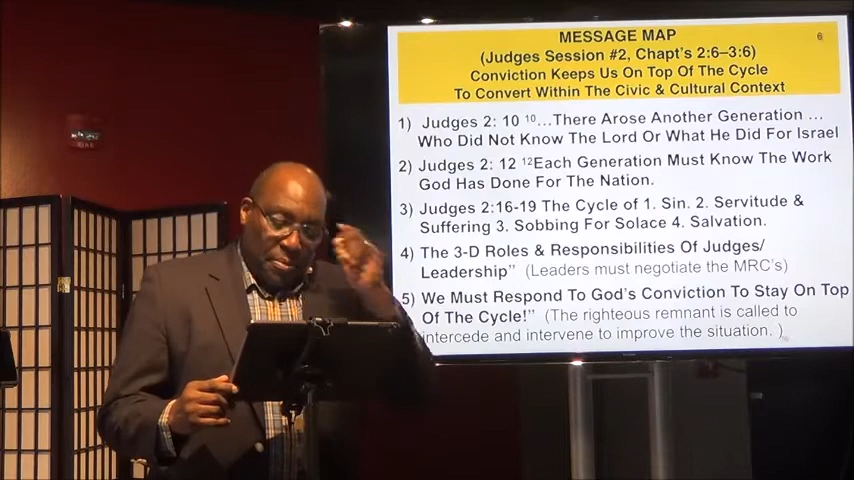 MESSAGE MAP
6
(Judges Session #2, Chapt's 2:6–3:6)
Conviction Keeps Us On Top Of The Cycle
To Convert Within The Civic & Cultural Context
1) Judges 2: 10 10...There Arose Another Generation ...
Who Did Not Know The Lord Or What He Did For Israel
2) Judges 2: 12 12Each Generation Must Know The Work
God Has Done For The Nation.
3) Judges 2:16-19 The Cycle of 1. Sin. 2. Servitude &
Suffering 3. Sobbing For Solace 4. Salvation.
4) The 3-D Roles & Responsibilities Of Judges/
Leadership" (Leaders must negotiate the MRC's)
5) We Must Respond To God's Conviction To Stay On Top
Of The Cycle!" (The righteous remnant is called to
intercede and intervene to improve the situation. )